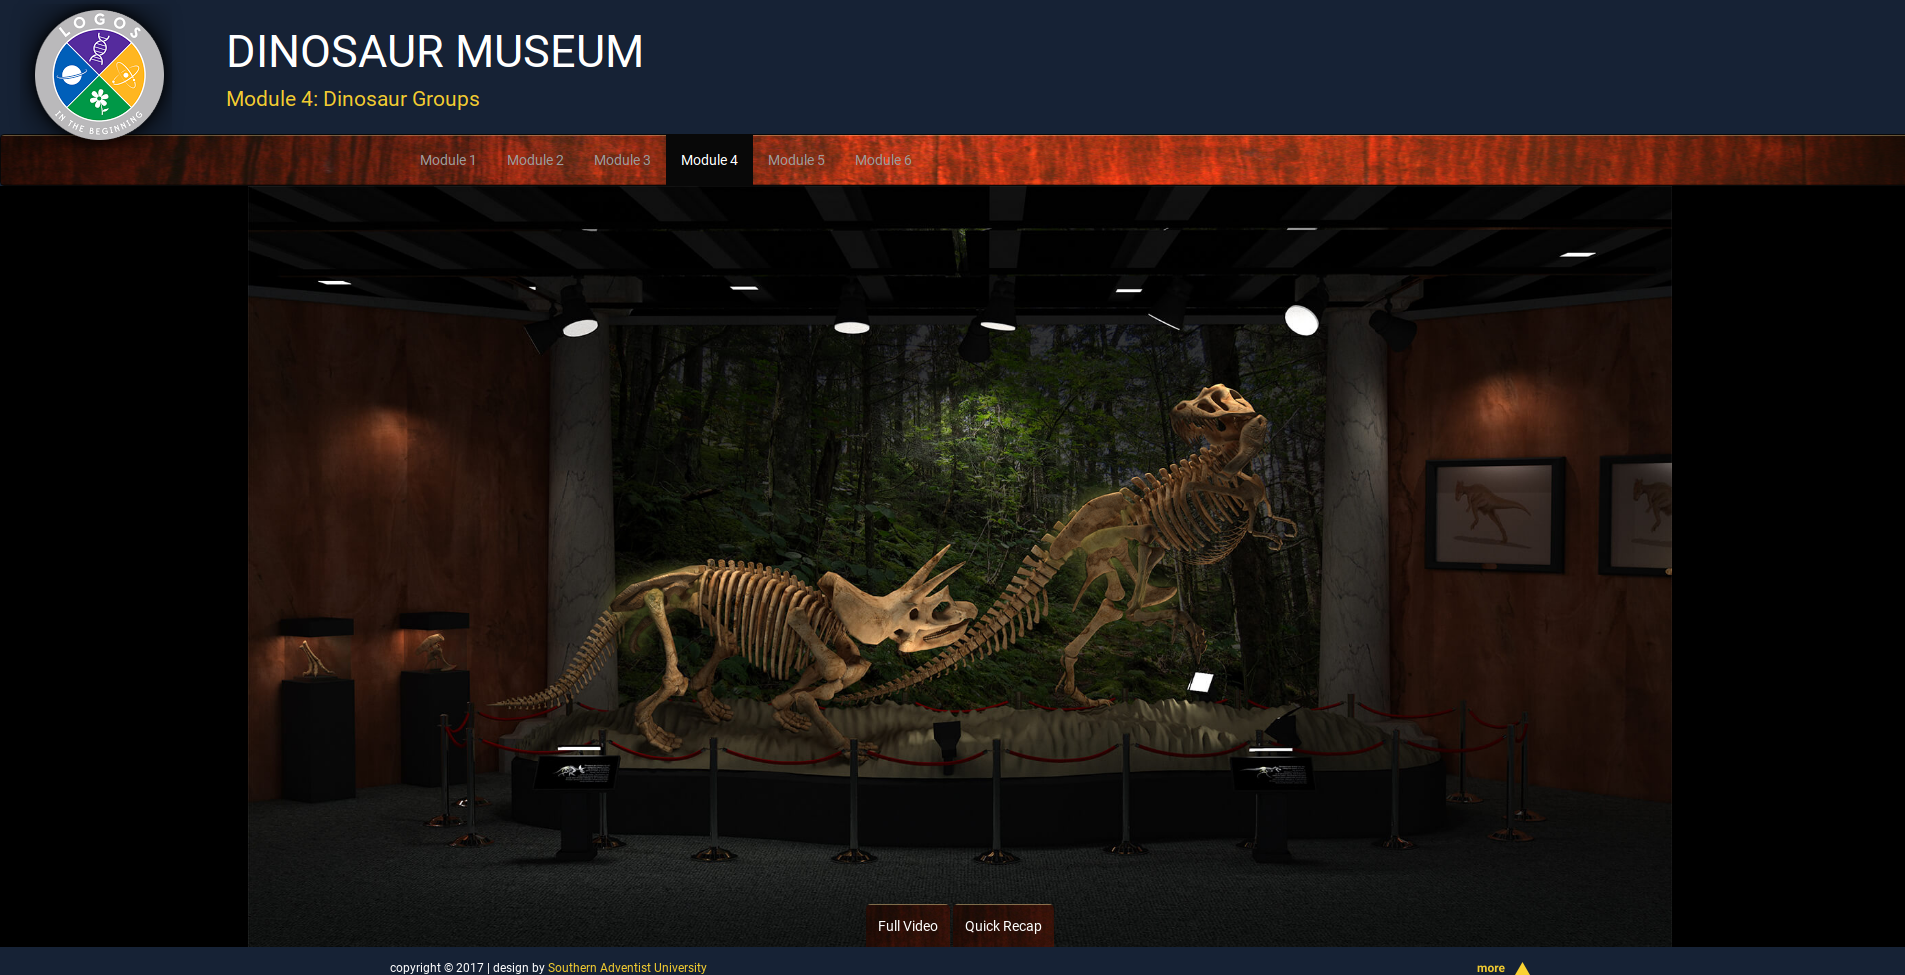 LOGOS
IN THE BEGINNING
DINOSAUR MUSEUM
Module 4: Dinosaur Groups
Module 1
Module 2
Module 3
Module 4
Module 5
Module 6
Full Video
Quick Recap
copyright © 2017 | design by Southern Adventist University
more